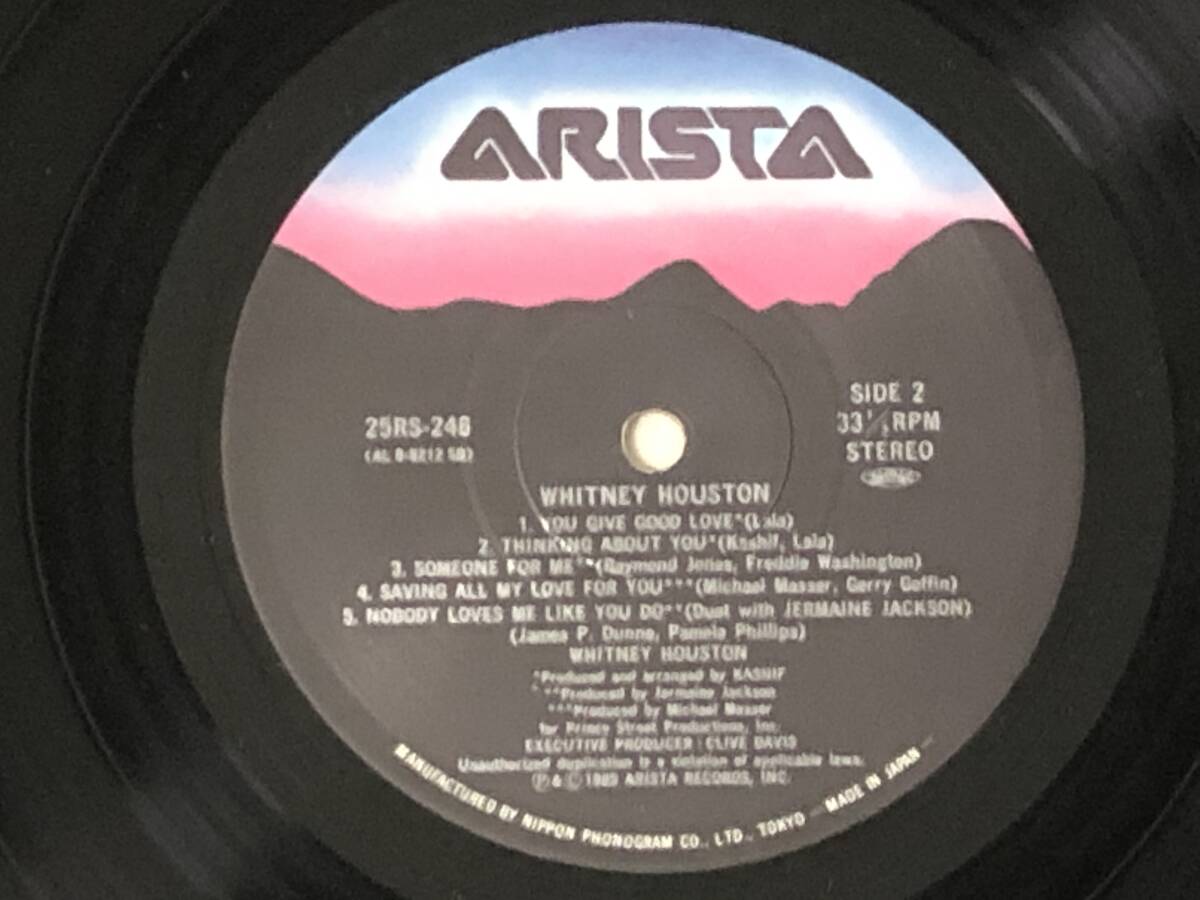 ARISTA
25RS-246
(AL 8-8212 SB)
SIDE 2
33 1/3 RPM
STEREO
WHITNEY HOUSTON
1. YOU GIVE GOOD LOVE*(Lala)
2. THINKING ABOUT YOU*(Kashif, Lala)
3. SOMEONE FOR ME**(Raymond Jones, Freddie Washington)
4. SAVING ALL MY LOVE FOR YOU***(Michael Masser, Gerry Goffin)
5. NOBODY LOVES ME LIKE YOU DO**(Duet with JERMAINE JACKSON)
(James P. Dunne, Pamela Phillips)
WHITNEY HOUSTON
*Produced and arranged by KASHIF
**Produced by Jermaine Jackson
***Produced by Michael Masser
for Prince Street Productions, Inc.
EXECUTIVE PRODUCER : CLIVE DAVIS
Unauthorized duplication is a violation of applicable laws.
Ⓟ & © 1985 ARISTA RECORDS, INC.
MANUFACTURED BY NIPPON PHONOGRAM CO., LTD., TOKYO — MADE IN JAPAN —